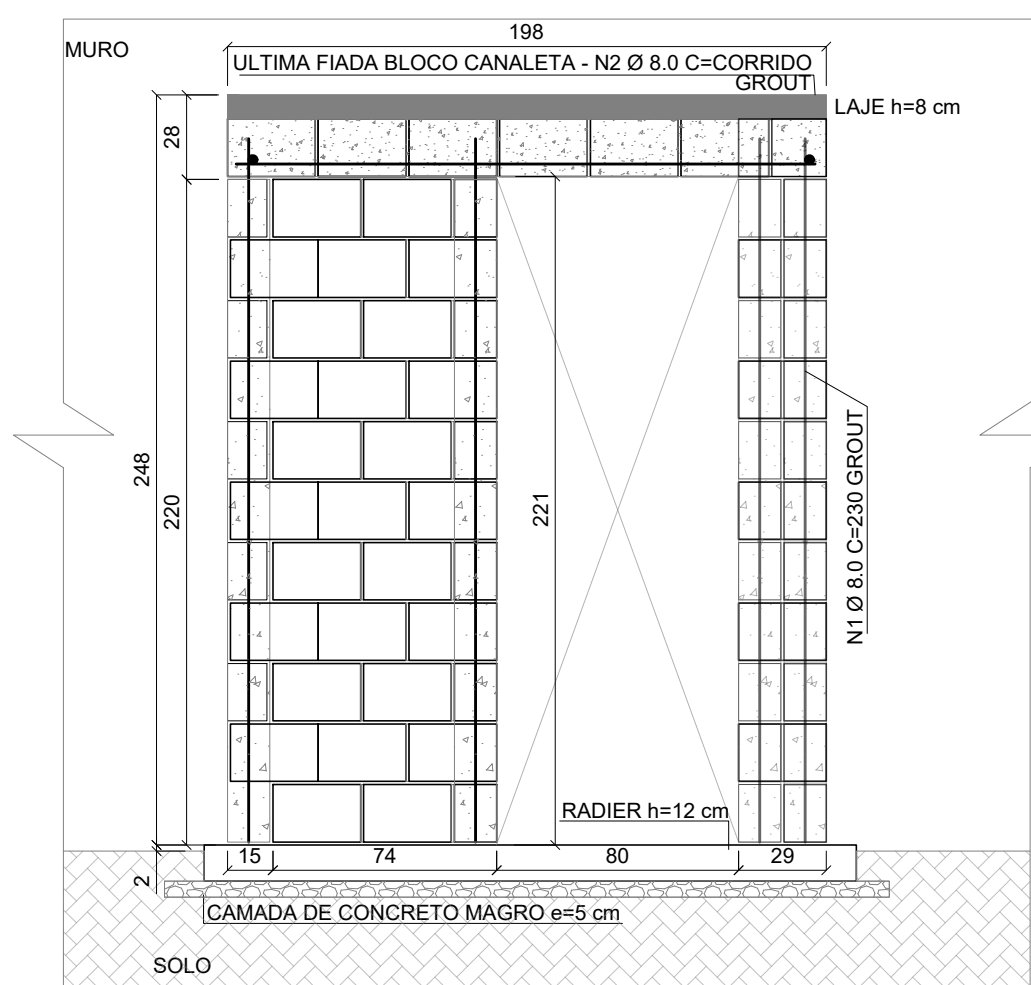 198
MURO
ULTIMA FIADA BLOCO CANALETA - N2 Ø 8.0 C=CORRIDO
GROUT
LAJE h=8 cm
28
248
220
221
N1 Ø 8.0 C=230 GROUT
RADIER h=12 cm
15
74
80
29
2
CAMADA DE CONCRETO MAGRO e=5 cm
SOLO